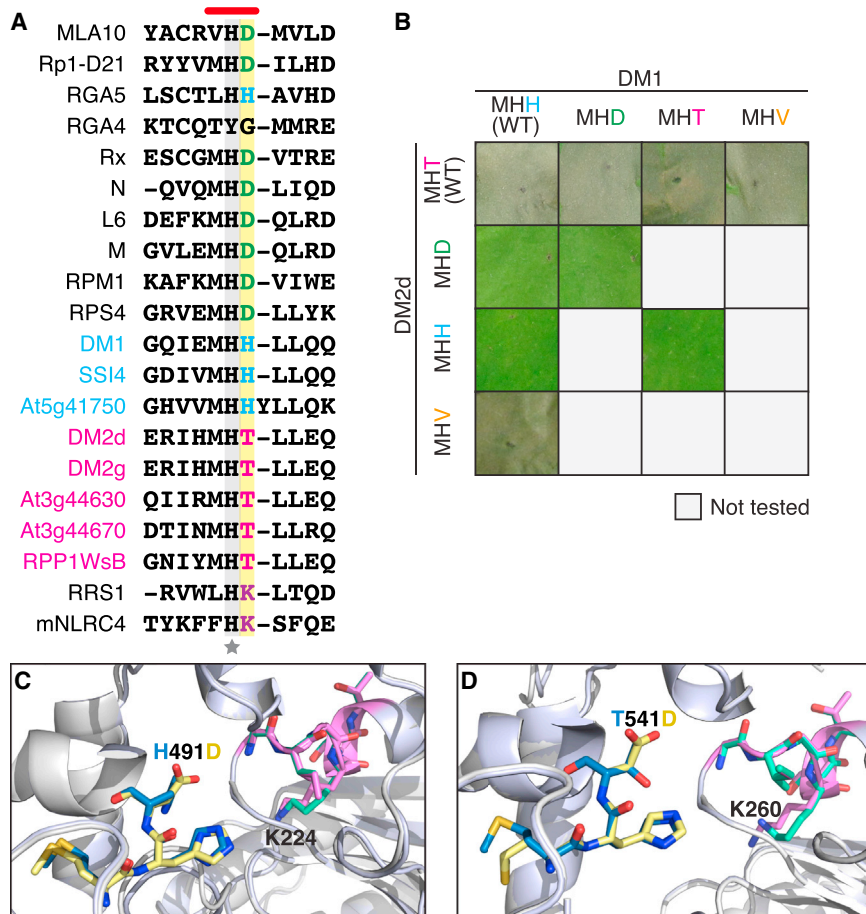 A
MLA10 YACRVHD-MVLD
Rp1-D21 RYYVMHD-ILHD
RGA5 LSCTLHH-AVHD
RGA4 KTCQTYG-MMRE
Rx ESCGMHD-VTRE
N -QVQMHD-LIQD
L6 DEFKMHD-QLRD
M GVLEMHD-QLRD
RPM1 KAFKMHD-VIWE
RPS4 GRVEMHD-LLYK
DM1 GQIEMHH-LLQQ
SSI4 GDIVMHH-LLQQ
At5g41750 GHVVMHHYLLQK
DM2d ERIHMHT-LLEQ
DM2g ERIHMHT-LLEQ
At3g44630 QIIRMHT-LLEQ
At3g44670 DTINMHT-LLRQ
RPP1WsB GNIYMHT-LLEQ
RRS1 -RVWLHK-LTQD
mNLRC4 TYKFFHK-SFQE
B
DM1
MHH (WT) MHD MHT MHV
DM2d
MHT (WT)
MHD
MHH
MHV
Not tested
C
H491D
K224
D
T541D
K260